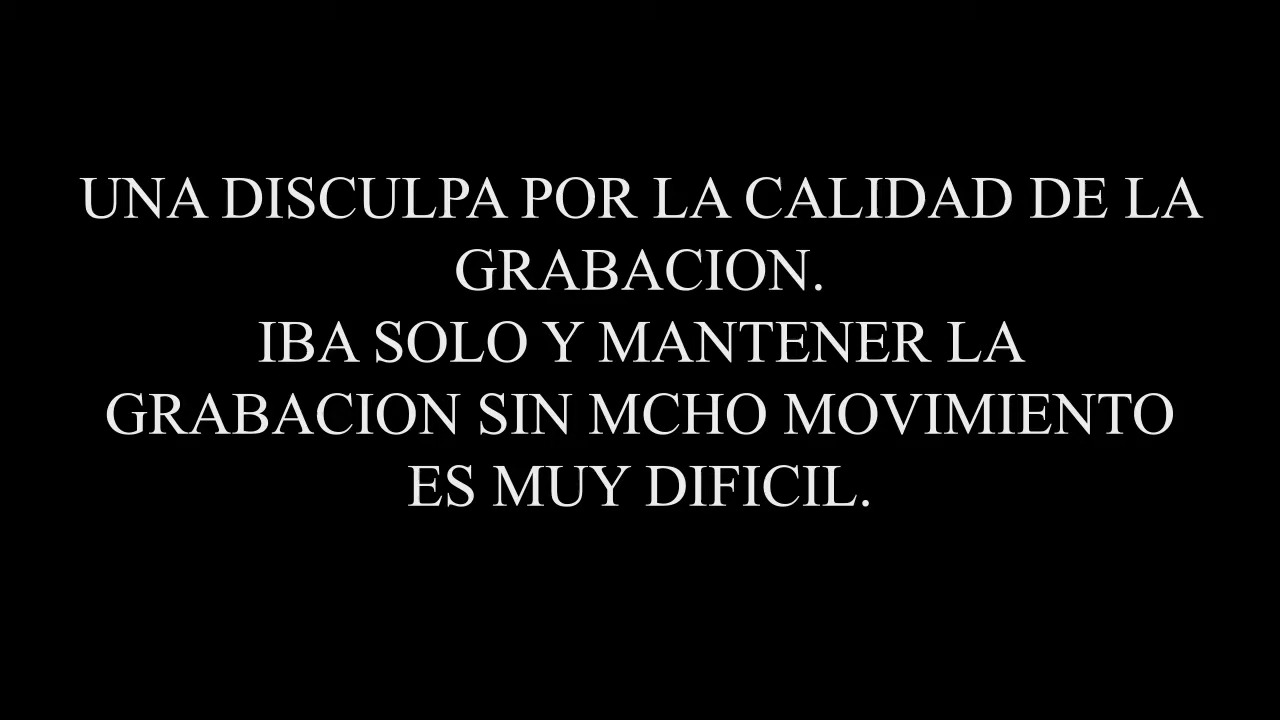 UNA DISCULPA POR LA CALIDAD DE LA
GRABACION.
IBA SOLO Y MANTENER LA
GRABACION SIN MCHO MOVIMIENTO
ES MUY DIFICIL.